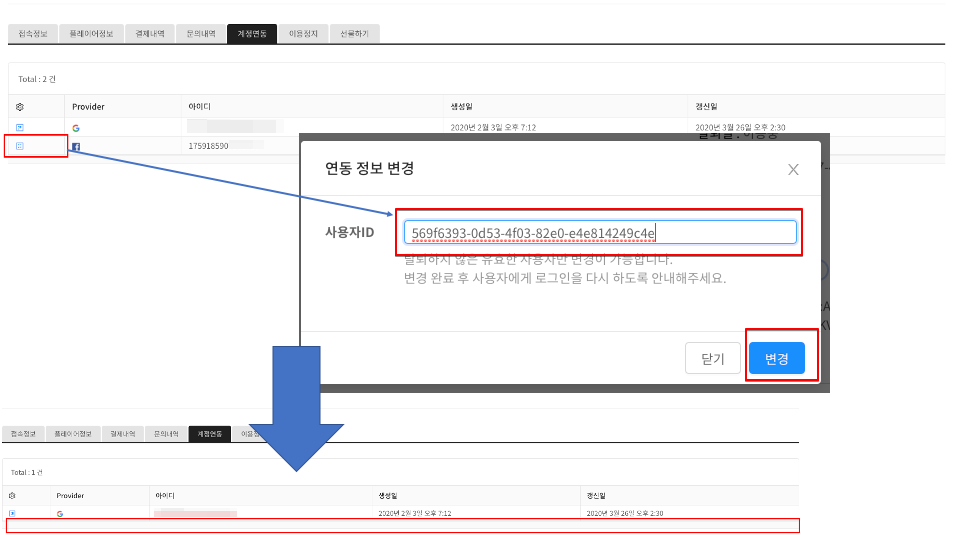 접속정보 플레이어정보 결제내역 문의내역 계정연동 이용정지 선물하기
Total : 2 건
Provider 아이디 생성일 갱신일
2020년 2월 3일 오후 7:12 2020년 3월 26일 오후 2:30
175918590
연동 정보 변경
사용자ID 569f6393-0d53-4f03-82e0-e4e814249c4e
탈퇴하지 않은 유효한 사용자만 변경이 가능합니다.
변경 완료 후 사용자에게 로그인을 다시 하도록 안내해주세요.
닫기 변경
접속정보 플레이어정보 결제내역 문의내역 계정연동
Total : 1 건
Provider 아이디 생성일 갱신일
2020년 2월 3일 오후 7:12 2020년 3월 26일 오후 2:30